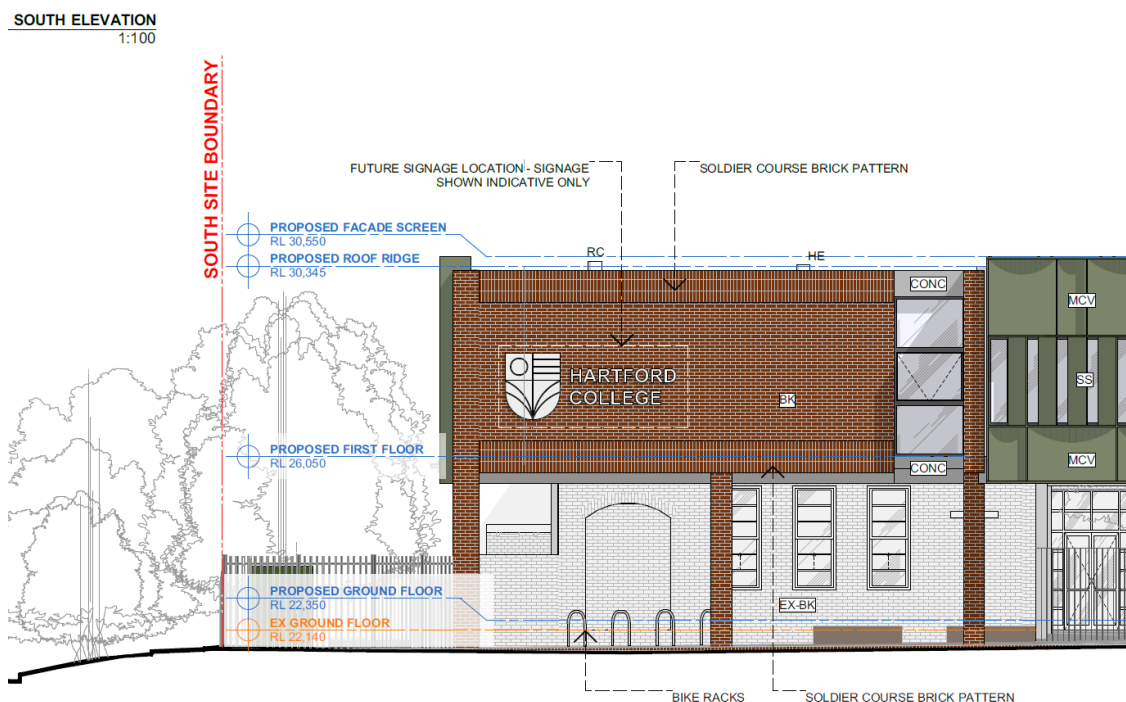 SOUTH ELEVATION
1:100
SOUTH SITE BOUNDARY
FUTURE SIGNAGE LOCATION - SIGNAGE
SHOWN INDICATIVE ONLY
SOLDIER COURSE BRICK PATTERN
PROPOSED FACADE SCREEN
RL 30,550
PROPOSED ROOF RIDGE
RL 30,345
RC
HE
CONC
MCV
HARTFORD
COLLEGE
BK
SS
PROPOSED FIRST FLOOR
RL 26,050
CONC
MCV
PROPOSED GROUND FLOOR
RL 22,350
EX-BK
EX GROUND FLOOR
RL 22,140
BIKE RACKS
SOLDIER COURSE BRICK PATTERN